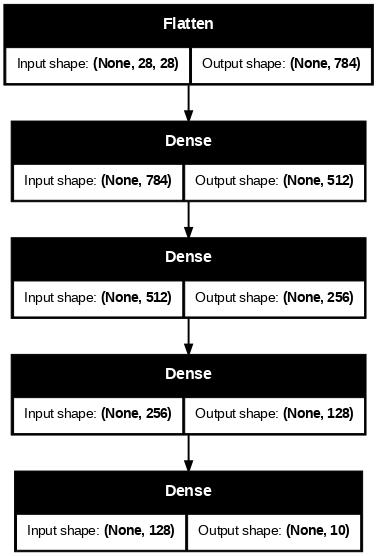 Flatten
Input shape: (None, 28, 28) Output shape: (None, 784)
Dense
Input shape: (None, 784) Output shape: (None, 512)
Dense
Input shape: (None, 512) Output shape: (None, 256)
Dense
Input shape: (None, 256) Output shape: (None, 128)
Dense
Input shape: (None, 128) Output shape: (None, 10)